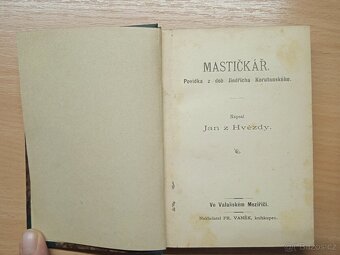 MASTIČKÁŘ.
Povídka z dob Jindřicha Korutanského.
Napsal
Jan z Hvězdy.
Ve Valašském Meziříčí.
Nakladatel FR. VANĚK, knihkupec.